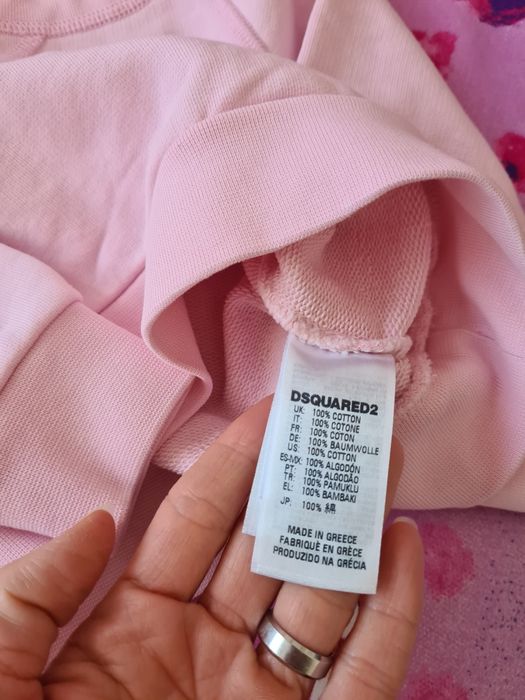 DSQUARED2
UK: 100% COTTON
IT: 100% COTONE
FR: 100% COTON
DE: 100% BAUMWOLLE
US: 100% COTTON
ES-MX: 100% ALGODÓN
PT: 100% ALGODÃO
TR: 100% PAMUKLU
EL: 100% BAMBAKI
JP: 100% 綿
MADE IN GREECE
FABRIQUÉ EN GRÈCE
PRODUZIDO NA GRÉCIA